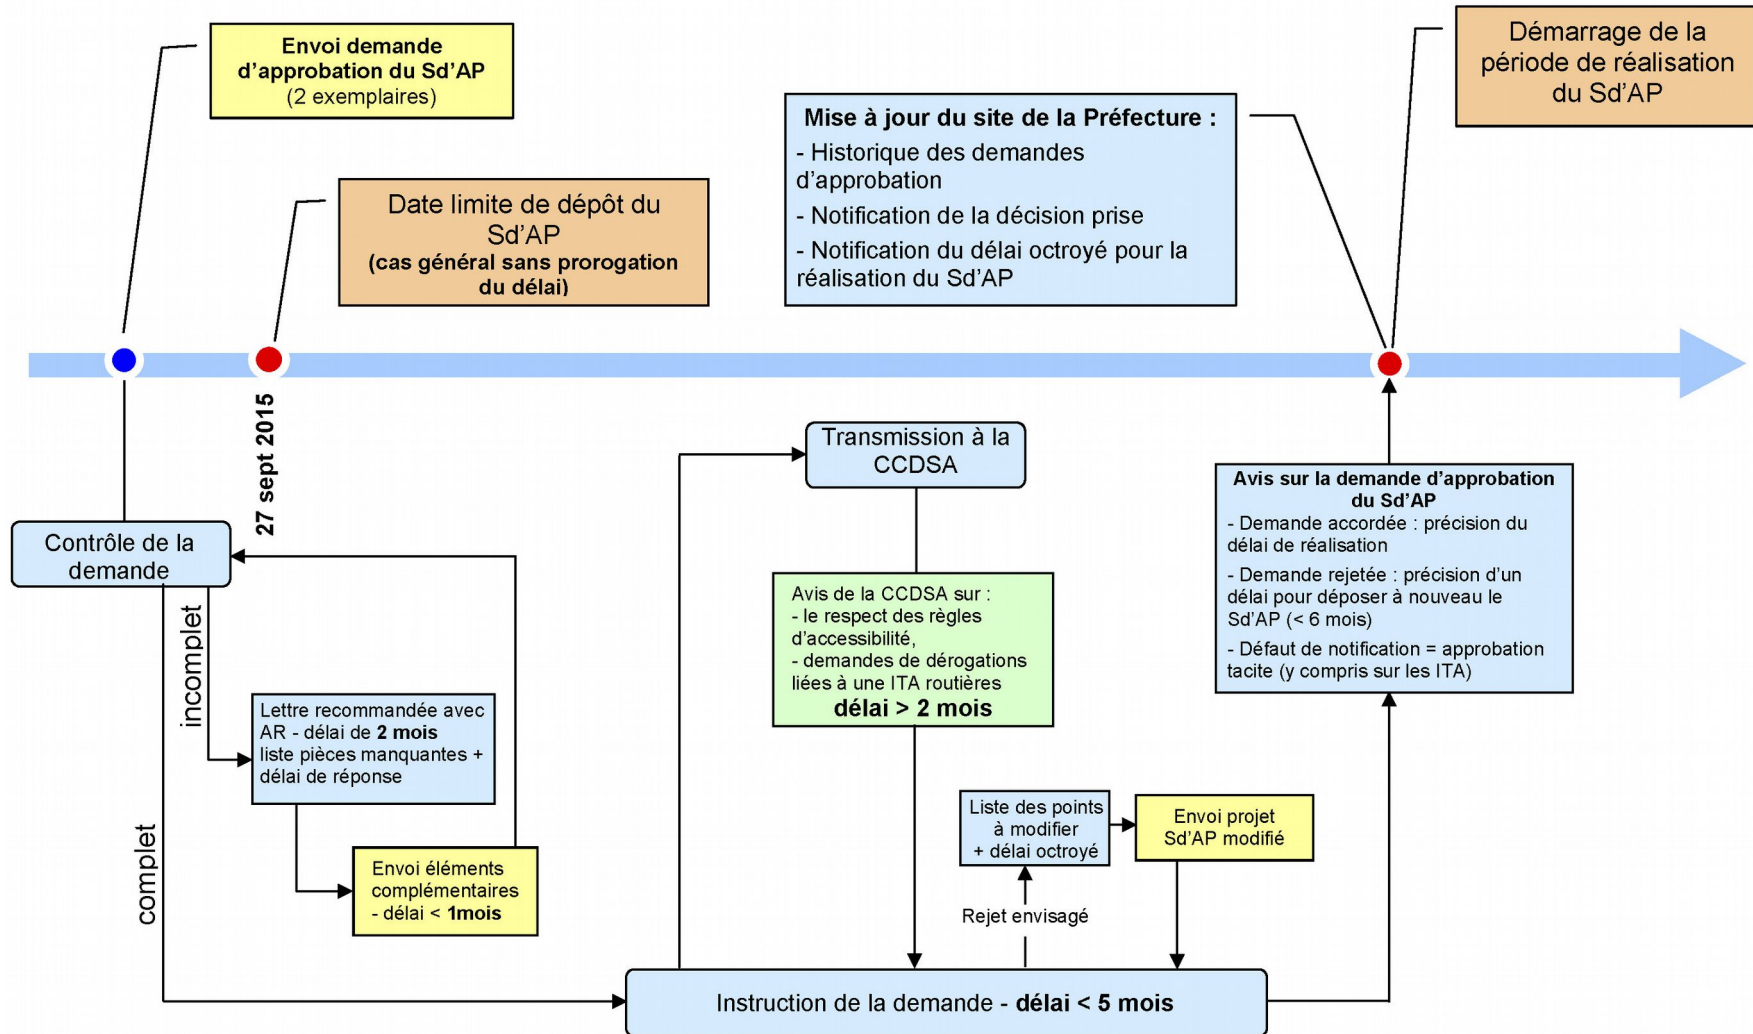 Envoi demande
d'approbation du Sd'AP
(2 exemplaires)
Démarrage de la
période de réalisation
du Sd'AP
Mise à jour du site de la Préfecture :
- Historique des demandes
d'approbation
- Notification de la décision prise
- Notification du délai octroyé pour la
réalisation du Sd'AP
Date limite de dépôt du
Sd'AP
(cas général sans prorogation
du délai)
27 sept 2015
Contrôle de la
demande
incomplet
complet
Lettre recommandée avec
AR - délai de 2 mois
liste pièces manquantes +
délai de réponse
Envoi éléments
complémentaires
- délai < 1mois
Transmission à la
CCDSA
Avis de la CCDSA sur :
- le respect des règles
d'accessibilité,
- demandes de dérogations
liées à une ITA routières
délai > 2 mois
Liste des points
à modifier
+ délai octroyé
Envoi projet
Sd'AP modifié
Rejet envisagé
Instruction de la demande - délai < 5 mois
Avis sur la demande d'approbation
du Sd'AP
- Demande accordée : précision du
délai de réalisation
- Demande rejetée : précision d'un
délai pour déposer à nouveau le
Sd'AP (< 6 mois)
- Défaut de notification = approbation
tacite (y compris sur les ITA)